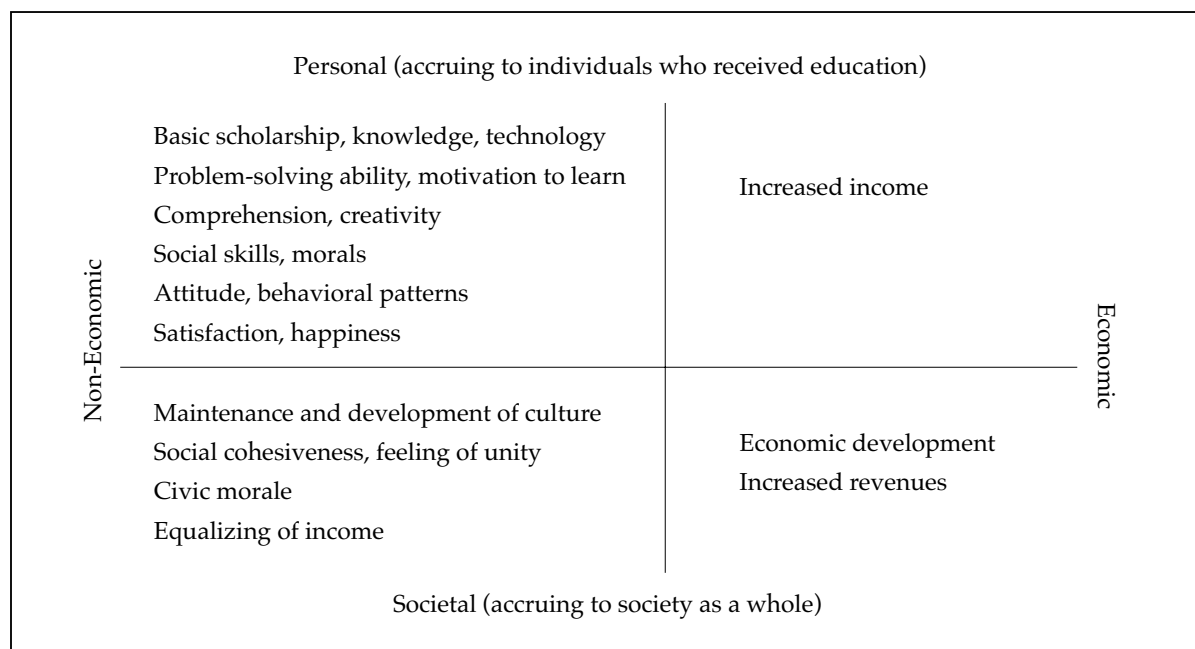 Personal (accruing to individuals who received education)
Basic scholarship, knowledge, technology
Problem-solving ability, motivation to learn
Comprehension, creativity
Social skills, morals
Attitude, behavioral patterns
Satisfaction, happiness
Increased income
Non-Economic
Economic
Maintenance and development of culture
Social cohesiveness, feeling of unity
Civic morale
Equalizing of income
Economic development
Increased revenues
Societal (accruing to society as a whole)